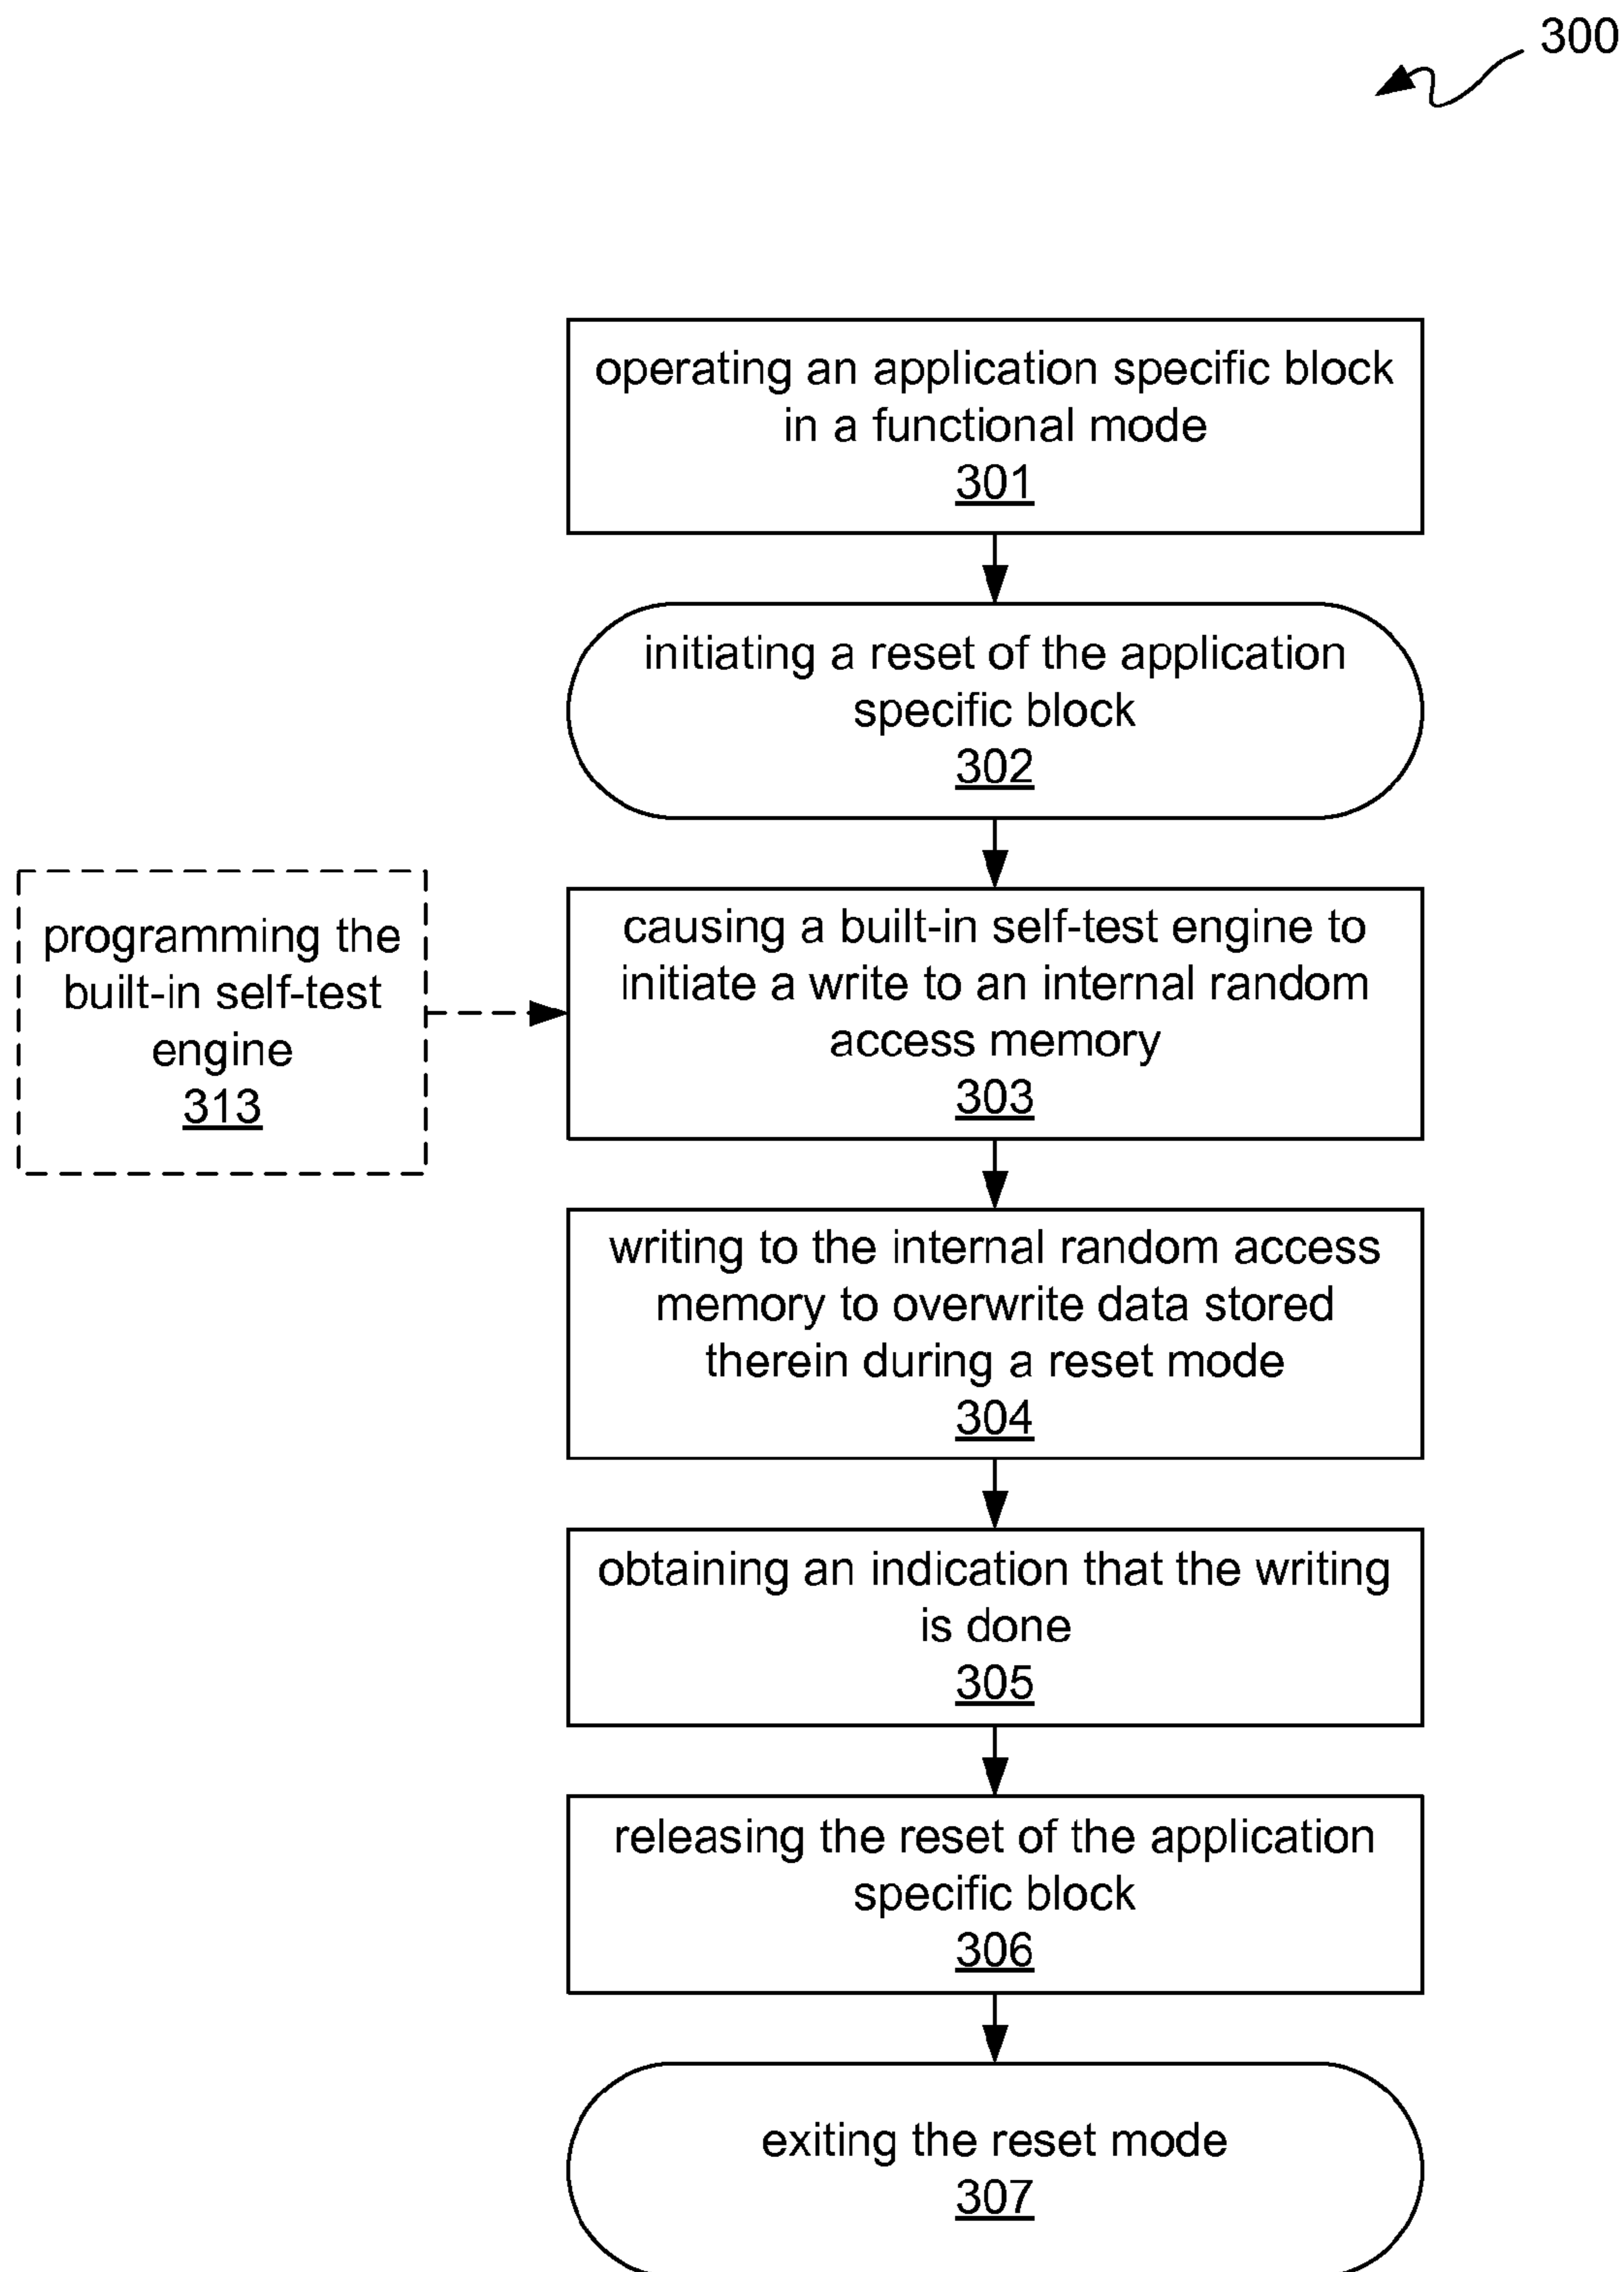 300
operating an application specific block
in a functional mode
301
initiating a reset of the application
specific block
302
programming the
built-in self-test
engine
313
causing a built-in self-test engine to
initiate a write to an internal random
access memory
303
writing to the internal random access
memory to overwrite data stored
therein during a reset mode
304
obtaining an indication that the writing
is done
305
releasing the reset of the application
specific block
306
exiting the reset mode
307